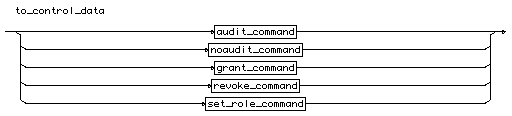 to_control_data
audit_command
noaudit_command
grant_command
revoke_command
set_role_command